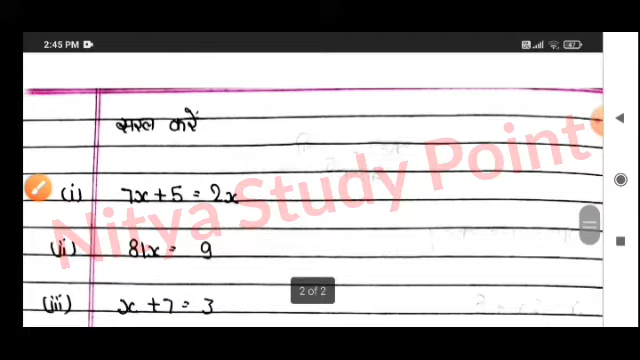 2:45 PM
67
सरल करें
(i) 7x + 5 = 2x
(ii) 81x = 9
(iii) x + 7 = 3
Nitya Study Point
2 of 2